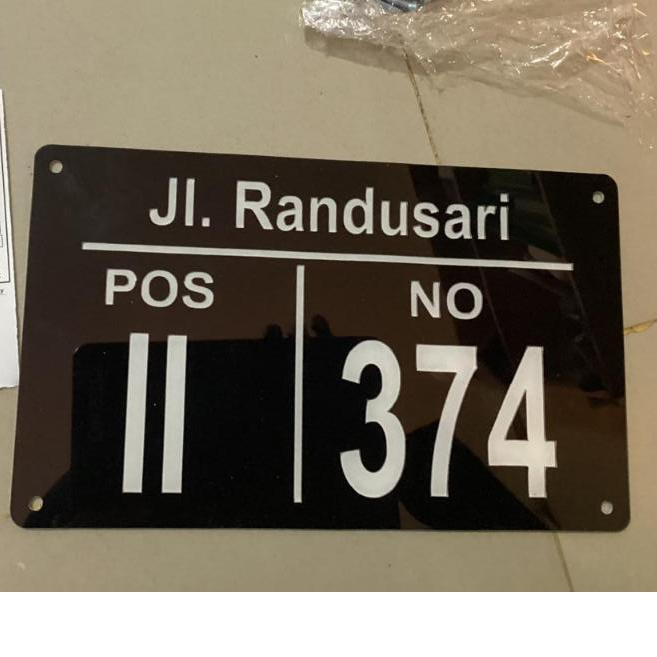 Jl. Randusari
POS
II
NO
374